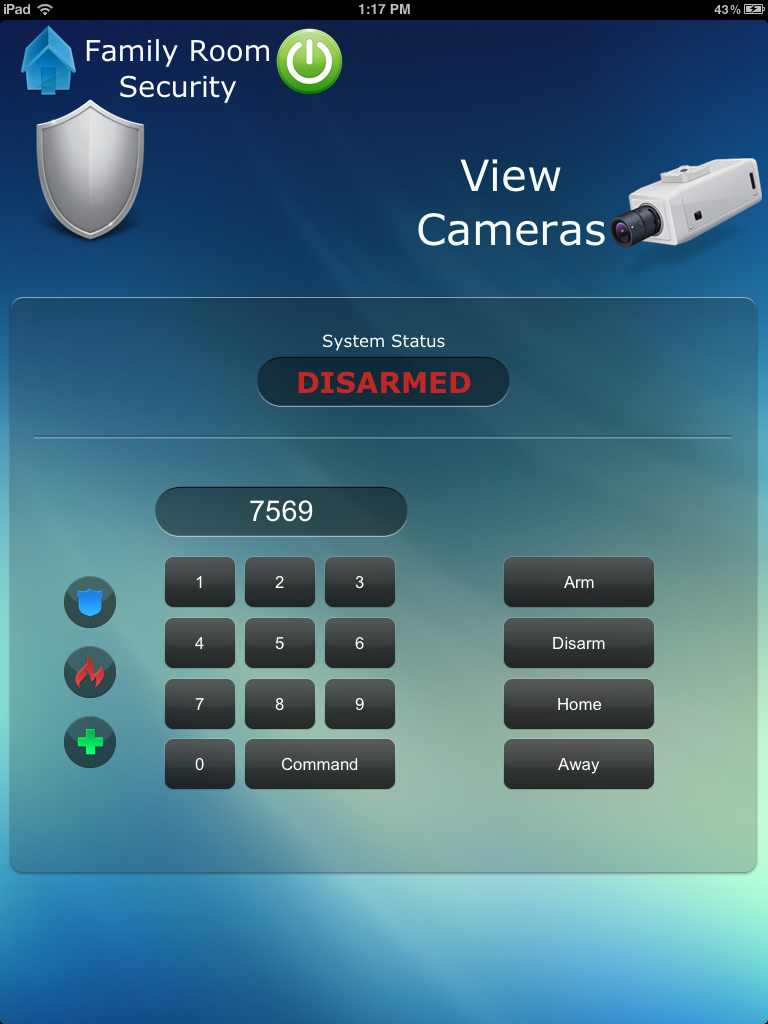 iPad 1:17 PM 43%
Family Room
Security
View
Cameras
System Status
DISARMED
7569
1 2 3 Arm
4 5 6 Disarm
7 8 9 Home
0 Command Away